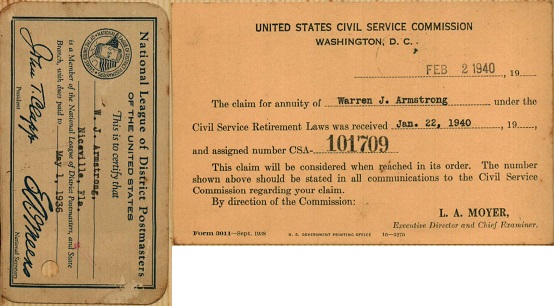 National League of District Postmasters
OF THE UNITED STATES
This is to certify that
W. J. Armstrong,
Niceville, Fla.
is a Member of the National League of District Postmasters, and State
Branch, with dues paid to May 1, 1936
President
National Secretary
UNITED STATES CIVIL SERVICE COMMISSION
WASHINGTON, D. C.
FEB 2 1940, 19
The claim for annuity of Warren J. Armstrong under the
Civil Service Retirement Laws was received Jan. 22, 1940, 19
and assigned number CSA- 101709
This claim will be considered when reached in its order. The number
shown above should be stated in all communications to the Civil Service
Commission regarding your claim.
By direction of the Commission:
L. A. MOYER,
Executive Director and Chief Examiner.
Form 3011—Sept. 1938
U. S. GOVERNMENT PRINTING OFFICE